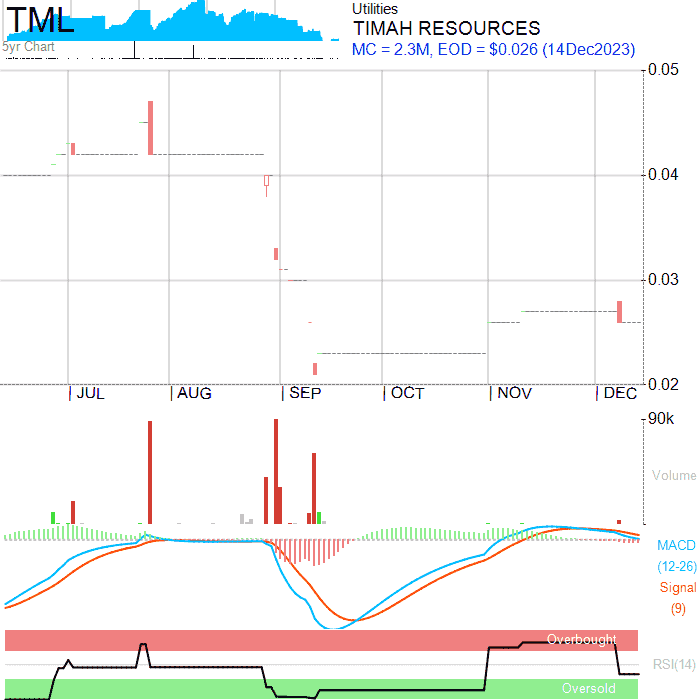 TML
5yr Chart
Utilities
TIMAH RESOURCES
MC = 2.3M, EOD = $0.026 (14Dec2023)
0.05
0.04
0.03
0.02
JUL AUG SEP OCT NOV DEC
90k
Volume
MACD
(12-26)
Signal
(9)
Overbought
RSI(14)
Oversold